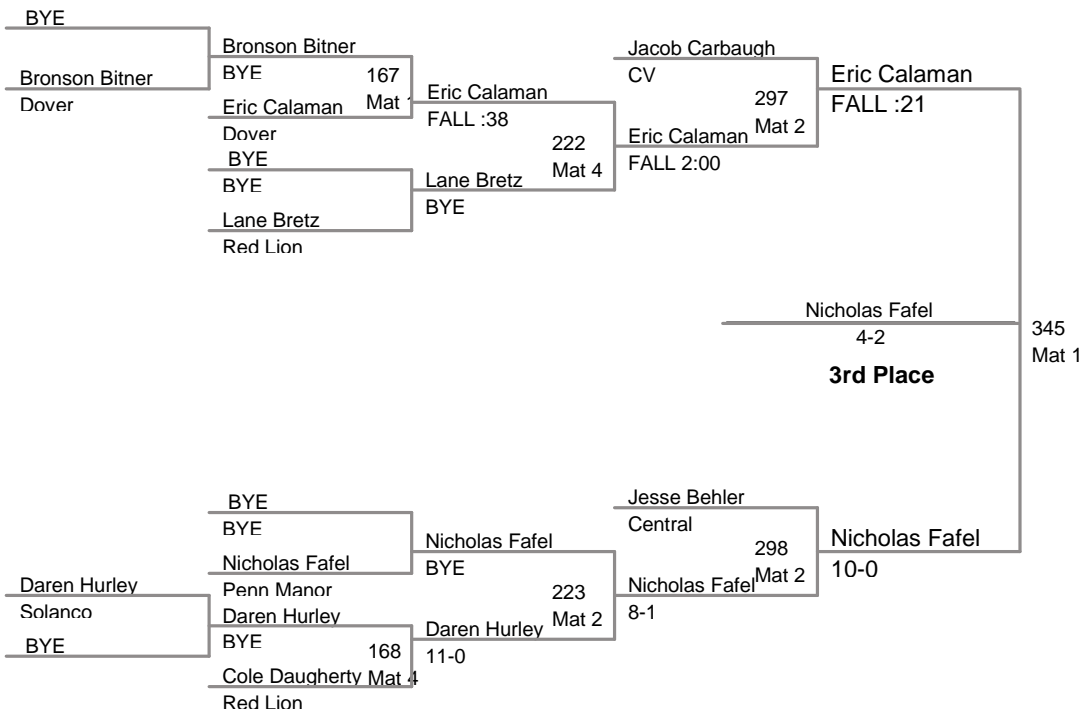 BYE
Bronson Bitner
Dover
Bronson Bitner
BYE
167
Mat
Eric Calaman
Dover
BYE
BYE
Lane Bretz
Red Lion
Eric Calaman
FALL :38
222
Mat 4
Lane Bretz
BYE
Jacob Carbaugh
CV
297
Mat 2
Eric Calaman
FALL 2:00
Eric Calaman
FALL :21
Nicholas Fafel
4-2
3rd Place
345
Mat 1
BYE
BYE
Nicholas Fafel
Penn Manor
Daren Hurley
Solanco
BYE
Daren Hurley
BYE
168
Mat 4
Cole Daugherty
Red Lion
Nicholas Fafel
BYE
223
Mat 2
Daren Hurley
11-0
Jesse Behler
Central
298
Mat 2
Nicholas Fafel
8-1
Nicholas Fafel
10-0